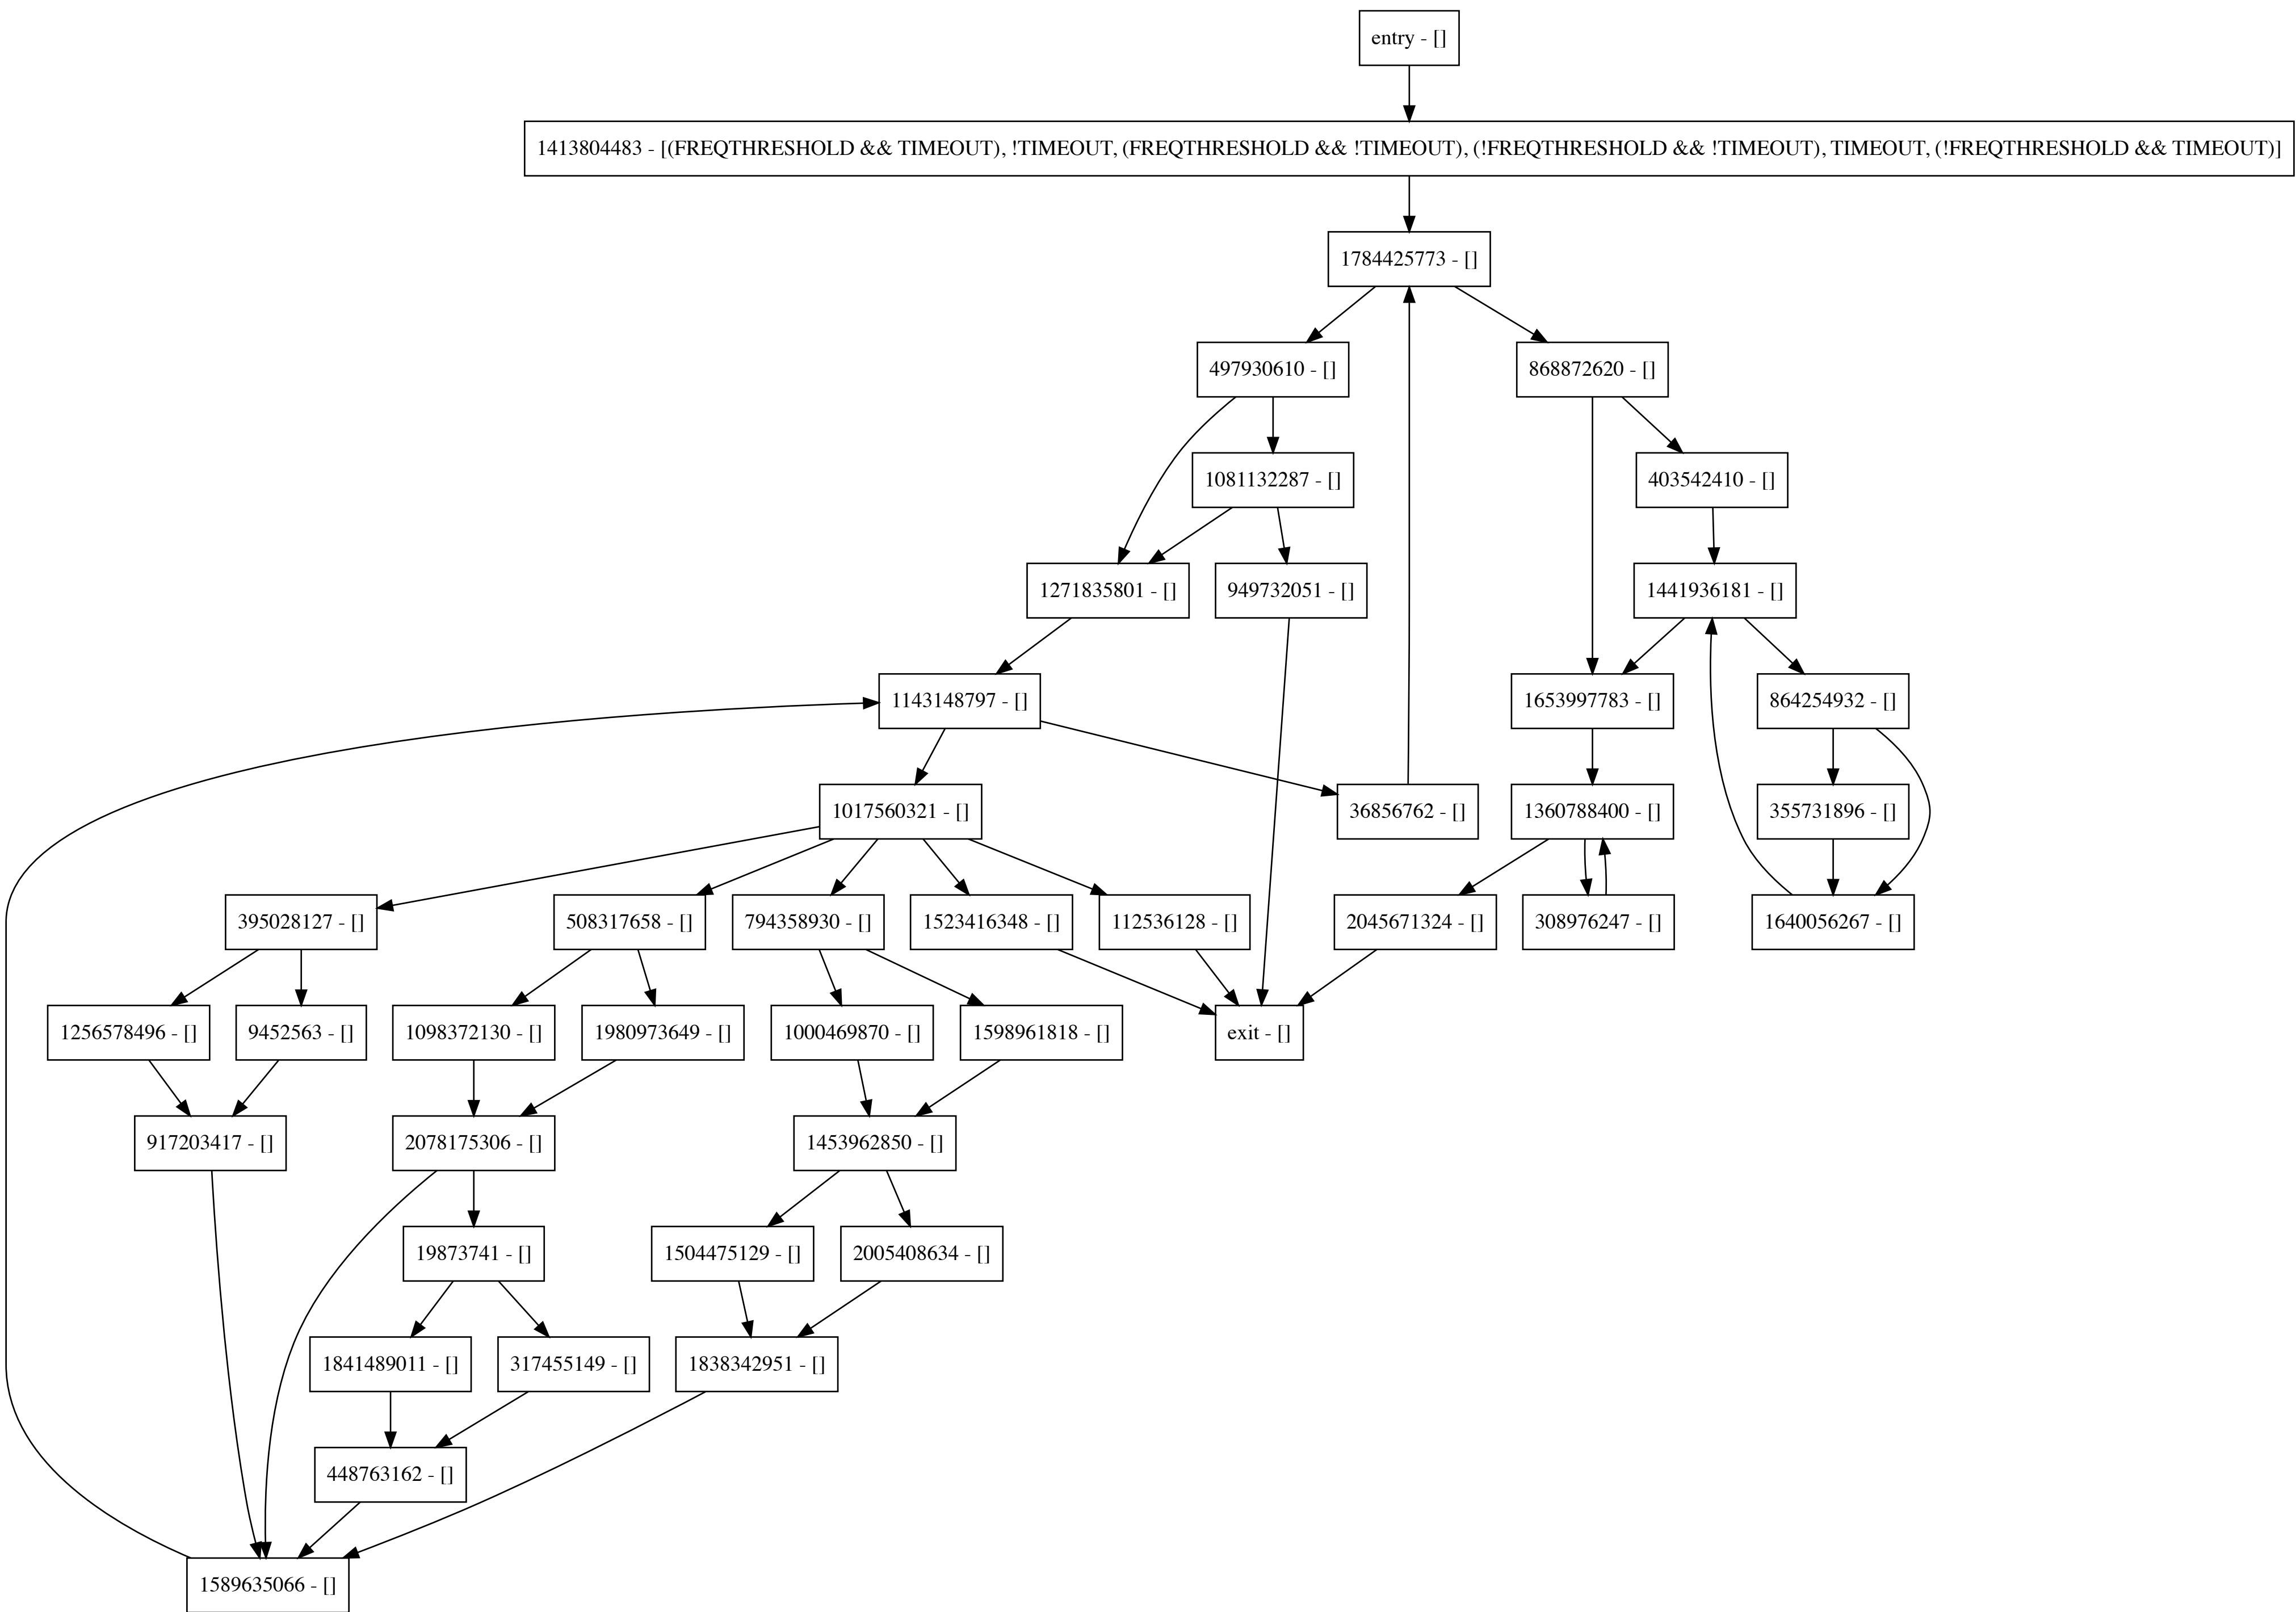 entry - []
1413804483 - [(FREQTHRESHOLD && TIMEOUT), !TIMEOUT, (FREQTHRESHOLD && !TIMEOUT), (!FREQTHRESHOLD && !TIMEOUT), TIMEOUT, (!FREQTHRESHOLD && TIMEOUT)]
1784425773 - []
497930610 - []
868872620 - []
1081132287 - []
403542410 - []
1271835801 - []
949732051 - []
1441936181 - []
1143148797 - []
1653997783 - []
864254932 - []
1017560321 - []
36856762 - []
1360788400 - []
355731896 - []
395028127 - []
508317658 - []
794358930 - []
1523416348 - []
112536128 - []
2045671324 - []
308976247 - []
1640056267 - []
1256578496 - []
9452563 - []
1098372130 - []
1980973649 - []
1000469870 - []
1598961818 - []
exit - []
917203417 - []
2078175306 - []
1453962850 - []
19873741 - []
1504475129 - []
2005408634 - []
1841489011 - []
317455149 - []
1838342951 - []
448763162 - []
1589635066 - []